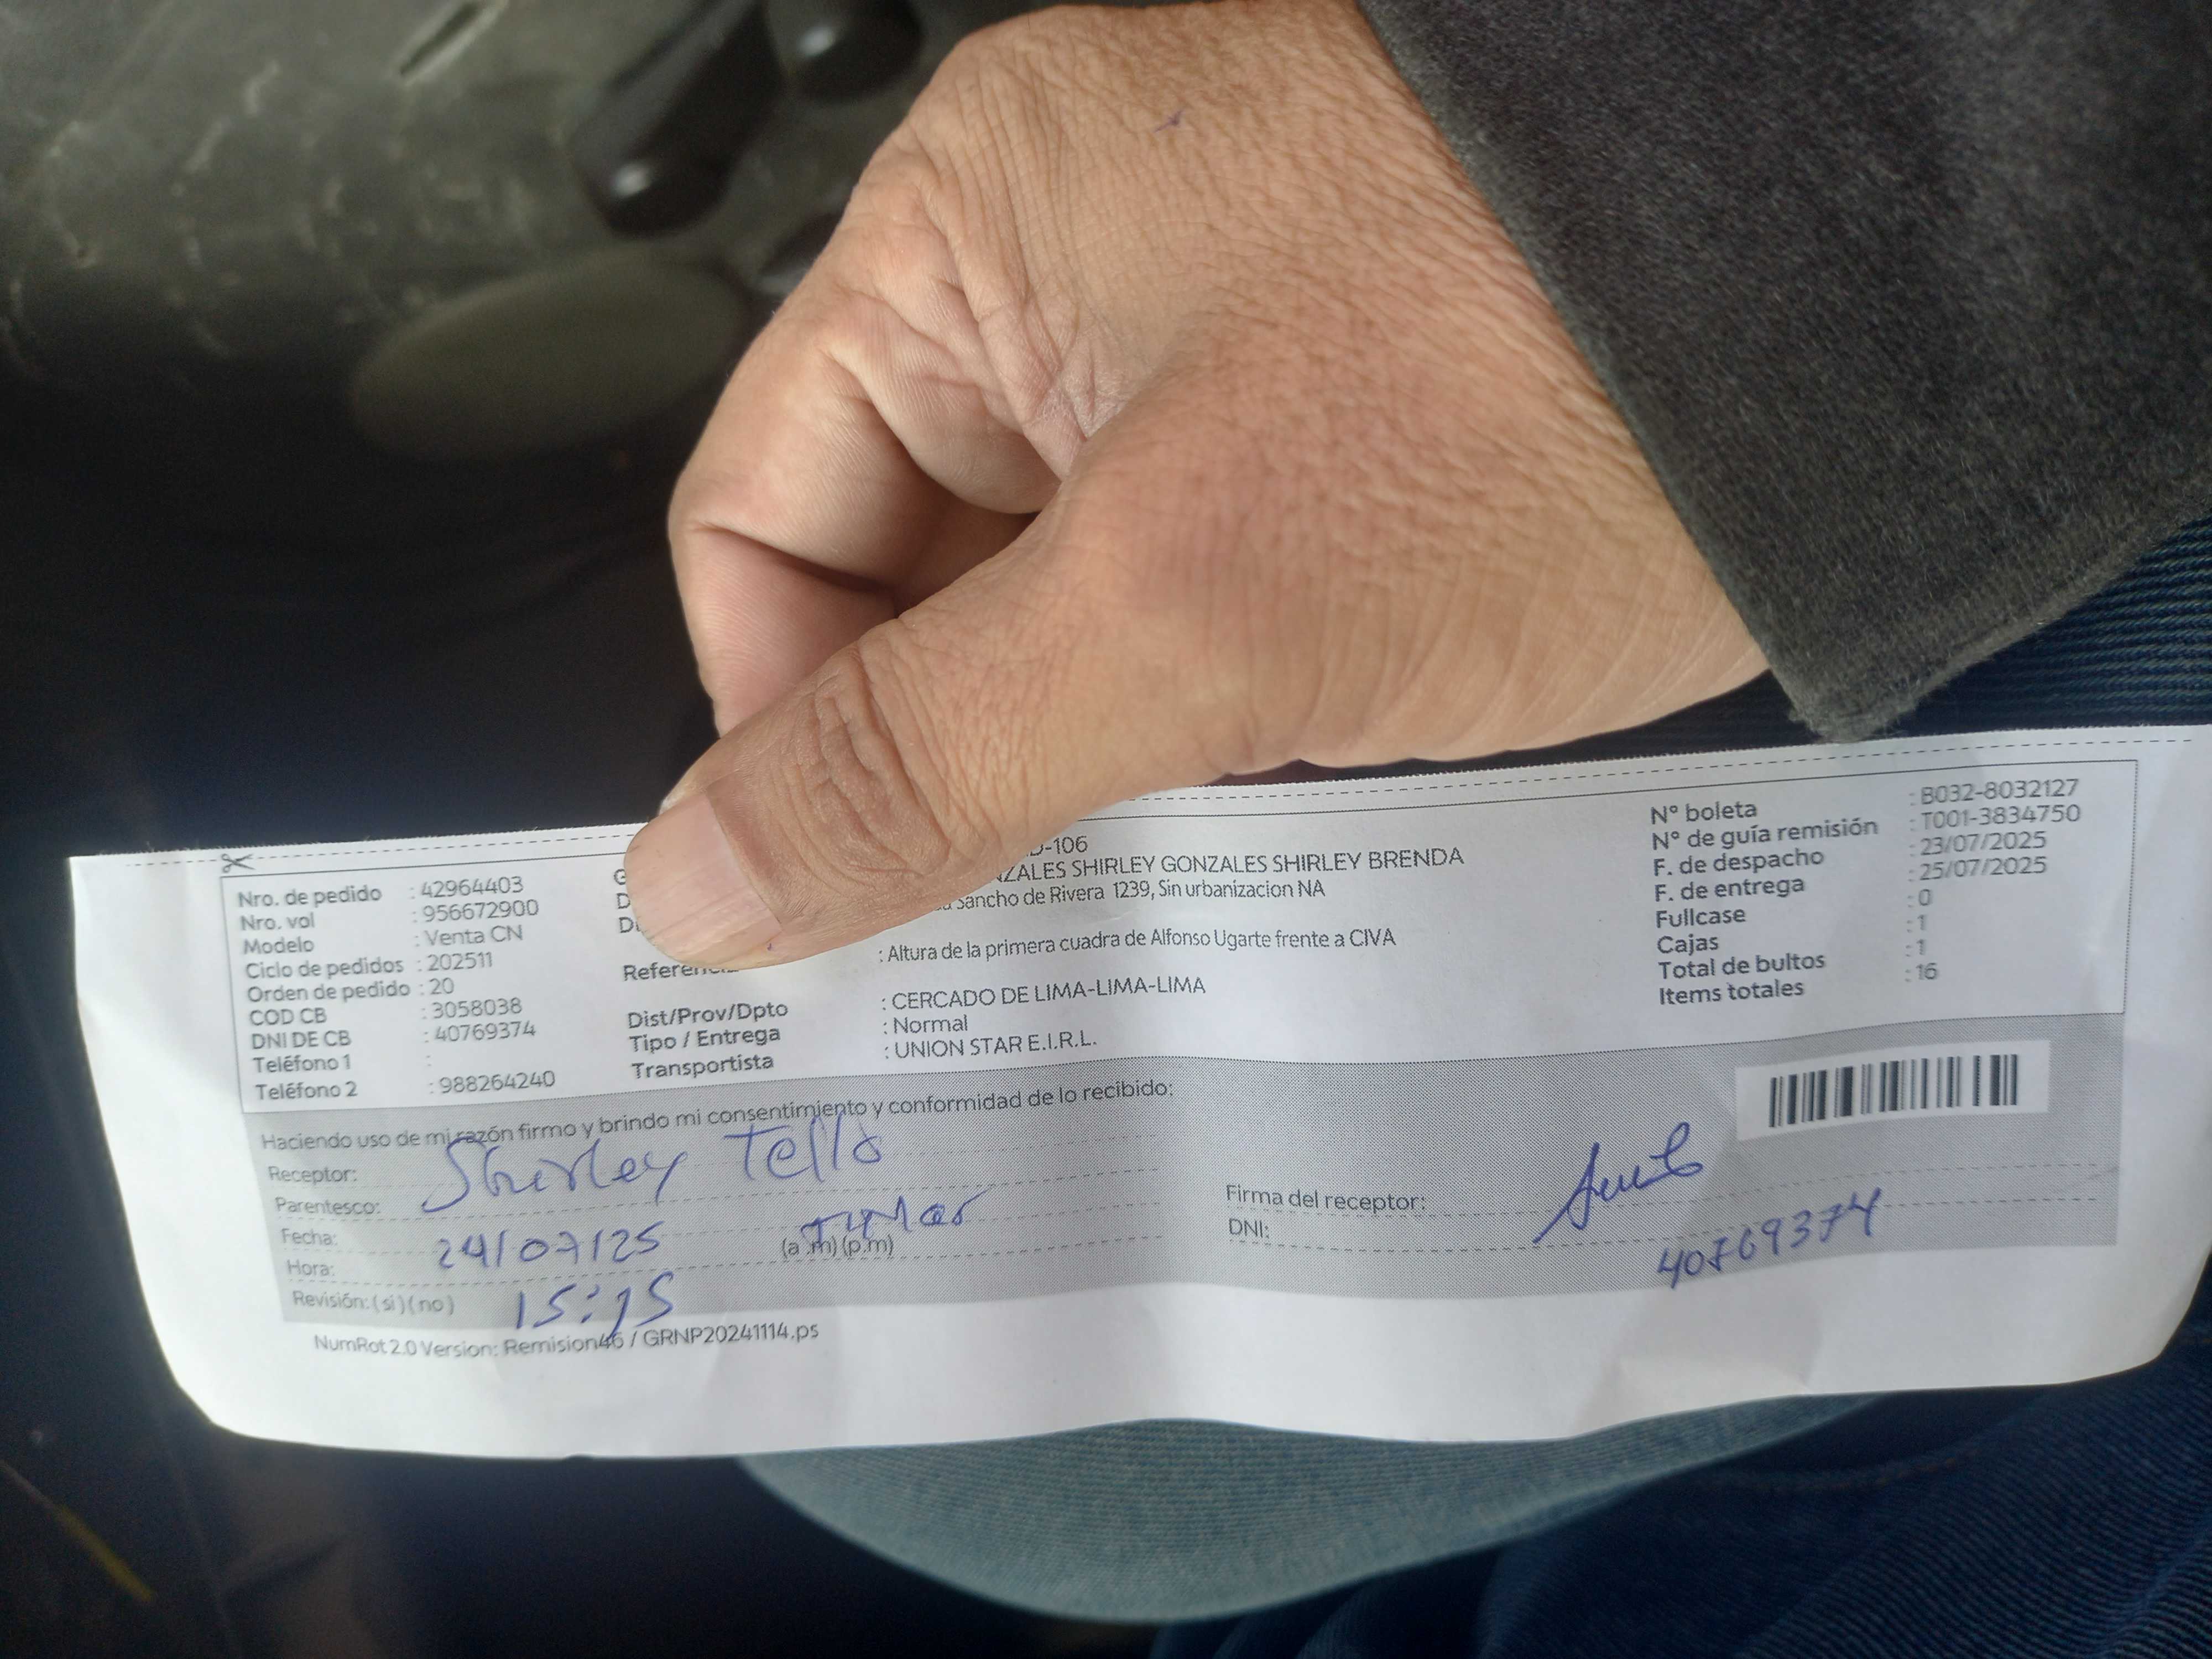 Nro. de pedido : 42964403
Nro. vol : 956672900
Modelo : Venta CN
Ciclo de pedidos : 202511
Orden de pedido : 20
COD CB : 3058038
DNI DE CB : 40769374
Teléfono 1 :
Teléfono 2 : 988264240
-106
ZALES SHIRLEY GONZALES SHIRLEY BRENDA
Sancho de Rivera 1239, Sin urbanizacion NA
: Altura de la primera cuadra de Alfonso Ugarte frente a CIVA
Dist/Prov/Dpto : CERCADO DE LIMA-LIMA-LIMA
Tipo / Entrega : Normal
Transportista : UNION STAR E.I.R.L.
N° boleta : B032-8032127
N° de guía remisión : T001-3834750
F. de despacho : 23/07/2025
F. de entrega : 25/07/2025
Fullcase : 0
Cajas : 1
Total de bultos : 1
Items totales : 16
Haciendo uso de mi razón firmo y brindo mi consentimiento y conformidad de lo recibido:
Receptor: Shirley Tello
Parentesco:
Fecha: 24/07/25 (a.m)(p.m)
Hora:
Revisión: (si)(no) 15:15
Firma del receptor:
DNI: 40769374
NumRot 2.0 Version: Remision46 / GRNP20241114.ps